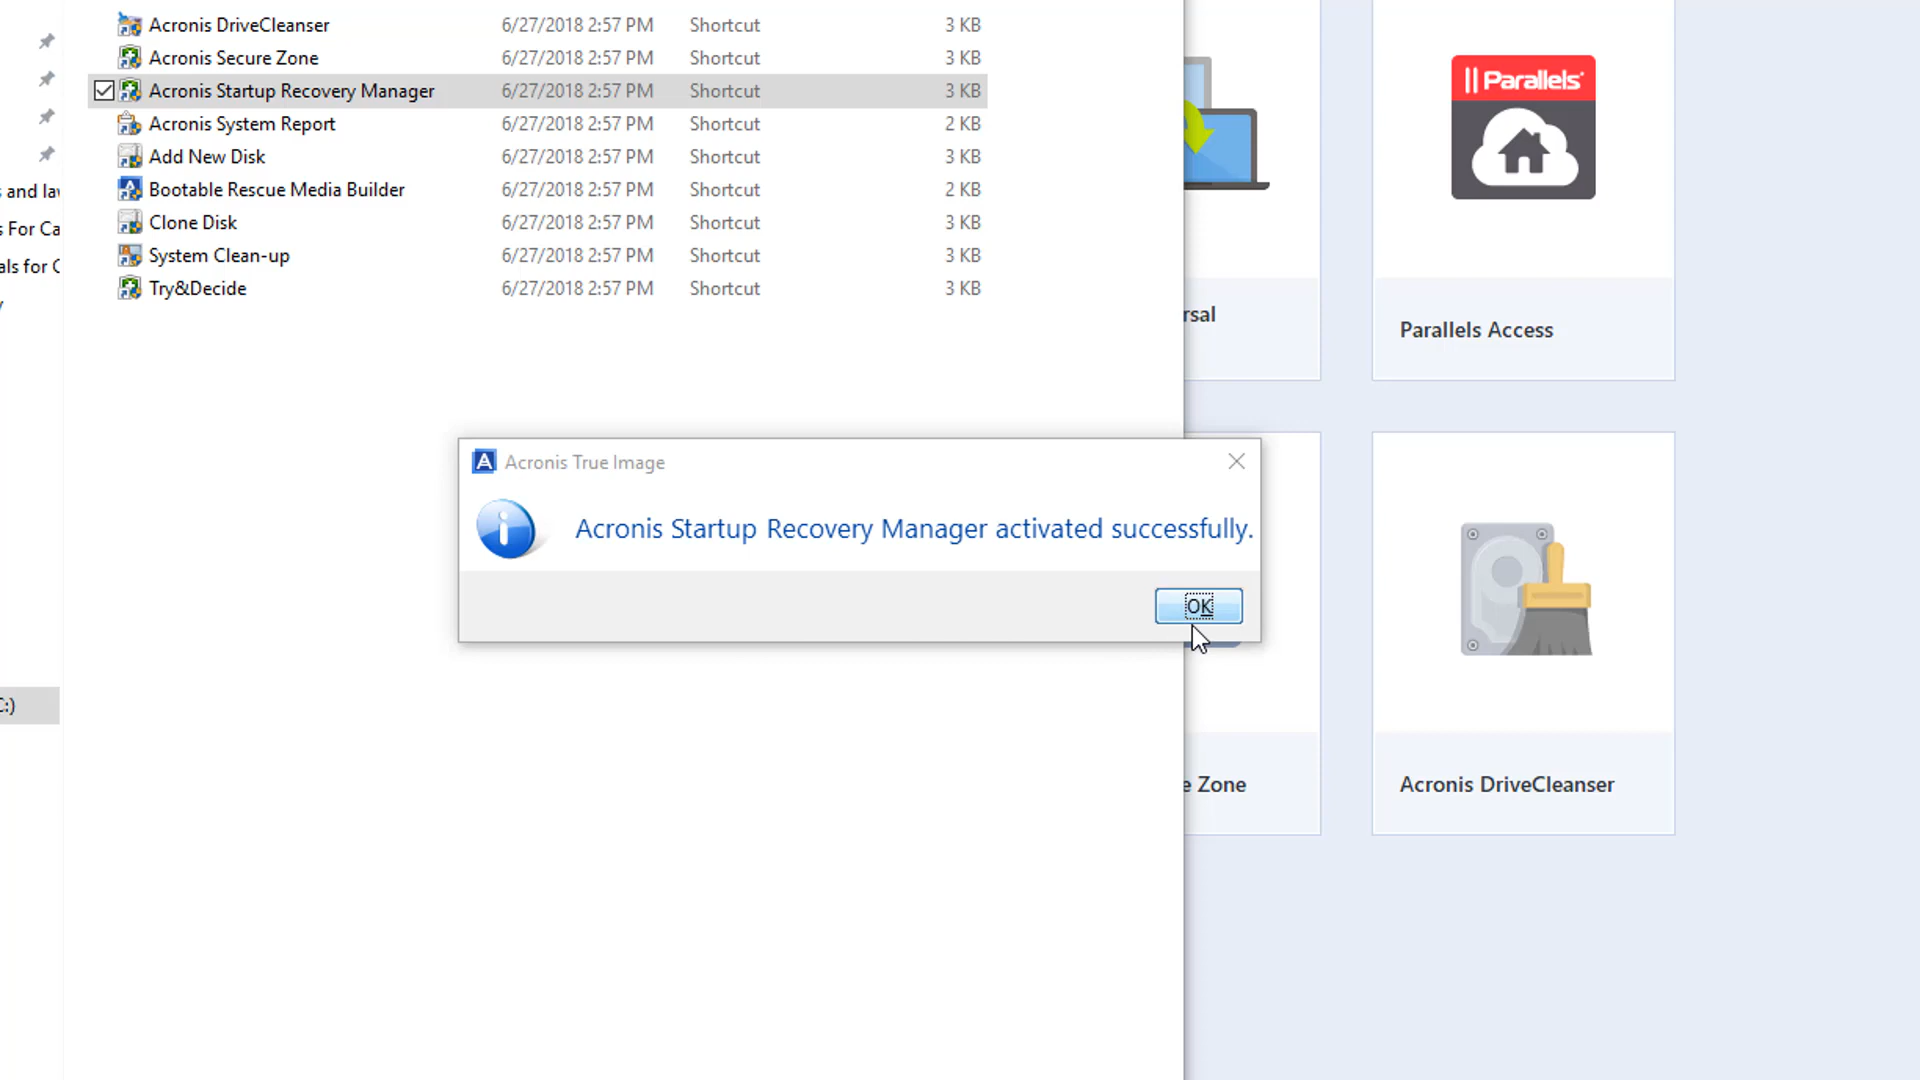 Acronis DriveCleanser 6/27/2018 2:57 PM Shortcut 3 KB
Acronis Secure Zone 6/27/2018 2:57 PM Shortcut 3 KB
Acronis Startup Recovery Manager 6/27/2018 2:57 PM Shortcut 3 KB
Acronis System Report 6/27/2018 2:57 PM Shortcut 2 KB
Add New Disk 6/27/2018 2:57 PM Shortcut 3 KB
Bootable Rescue Media Builder 6/27/2018 2:57 PM Shortcut 2 KB
Clone Disk 6/27/2018 2:57 PM Shortcut 3 KB
System Clean-up 6/27/2018 2:57 PM Shortcut 3 KB
Try&Decide 6/27/2018 2:57 PM Shortcut 3 KB
and
For Ca
for C
C:)
Acronis True Image
Acronis Startup Recovery Manager activated successfully.
OK
Parallels
rsal
Parallels Access
e Zone
Acronis DriveCleanser